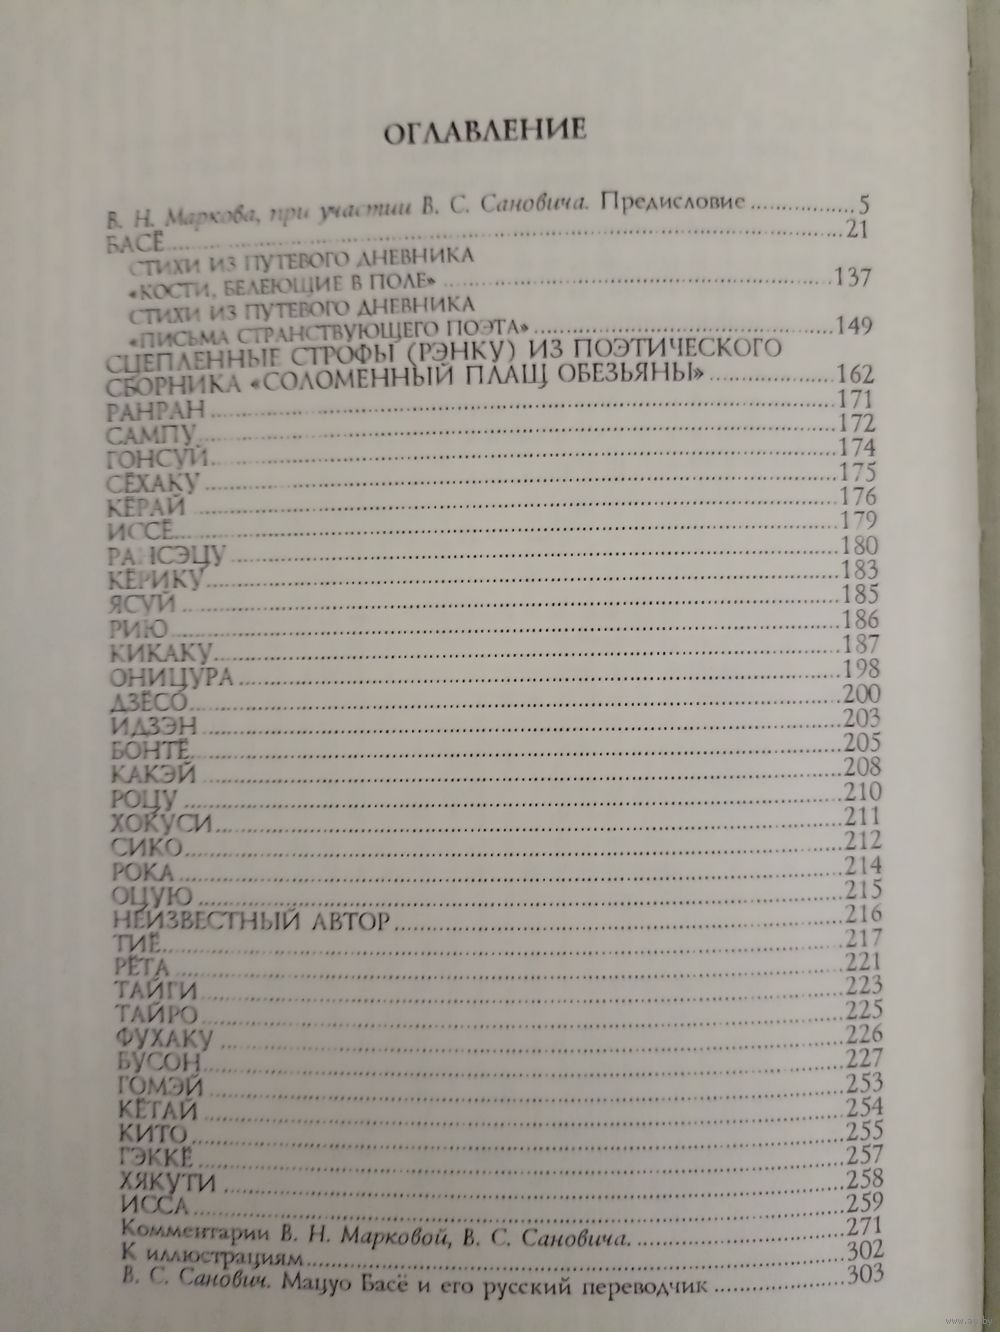 ОГЛАВЛЕНИЕ
В. Н. Маркова, при участии В. С. Сановича. Предисловие ................5
БАСЁ ................21
СТИХИ ИЗ ПУТЕВОГО ДНЕВНИКА
«КОСТИ, БЕЛЕЮЩИЕ В ПОЛЕ» ................137
СТИХИ ИЗ ПУТЕВОГО ДНЕВНИКА
«ПИСЬМА СТРАНСТВУЮЩЕГО ПОЭТА» ................149
СЦЕПЛЕННЫЕ СТРОФЫ (РЭНКУ) ИЗ ПОЭТИЧЕСКОГО
СБОРНИКА «СОЛОМЕННЫЙ ПЛАЩ ОБЕЗЬЯНЫ» ................162
РАНРАН ................171
САМПУ ................172
ГОНСУЙ ................174
СЁХАКУ ................175
КЁРАЙ ................176
ИССЁ ................179
РАНСЭЦУ ................180
КЁРИКУ ................183
ЯСУЙ ................185
РИЮ ................186
КИКАКУ ................187
ОНИЦУРА ................198
ДЗЁСО ................200
ИДЗЭН ................203
БОНТЁ ................205
КАКЭЙ ................208
РОЦУ ................210
ХОКУСИ ................211
СИКО ................212
РОКА ................214
ОЦУЮ ................215
НЕИЗВЕСТНЫЙ АВТОР ................216
ТИЁ ................217
РЁТА ................221
ТАЙГИ ................223
ТАЙРО ................225
ФУХАКУ ................226
БУСОН ................227
ГОМЭЙ ................253
КЁТАЙ ................254
КИТО ................255
ГЭККЁ ................257
ХЯКУТИ ................258
ИССА ................259
Комментарии В. Н. Марковой, В. С. Сановича. ................271
К иллюстрациям ................302
В. С. Санович. Мацуо Басё и его русский переводчик ................303
www.ay.by